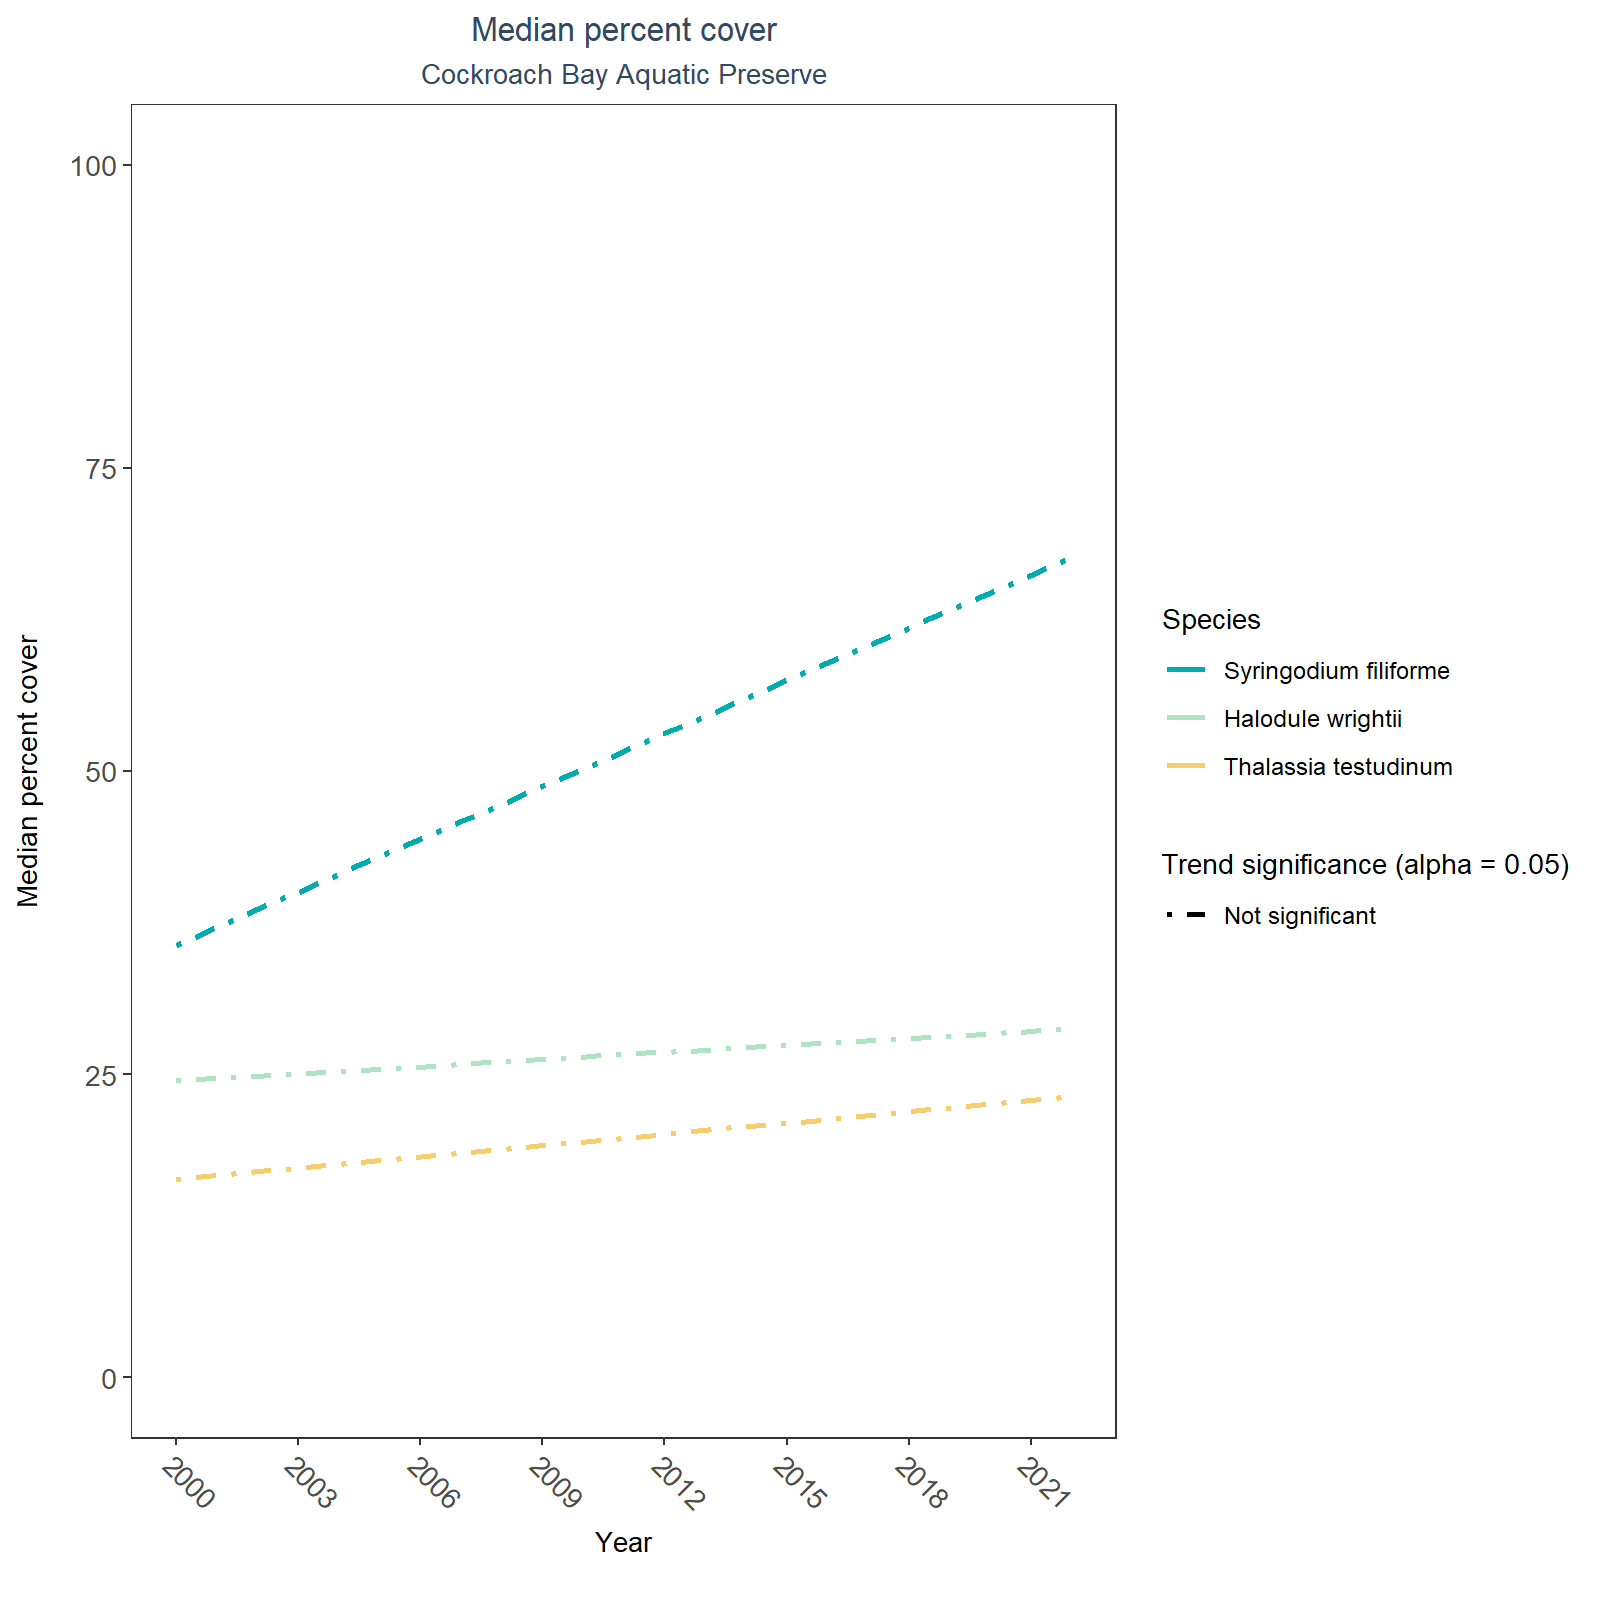 Median percent cover
Cockroach Bay Aquatic Preserve
Median percent cover
100
75
50
25
0
2000
2003
2006
2009
2012
2015
2018
2021
Year
Species
Syringodium filiforme
Halodule wrightii
Thalassia testudinum
Trend significance (alpha = 0.05)
Not significant